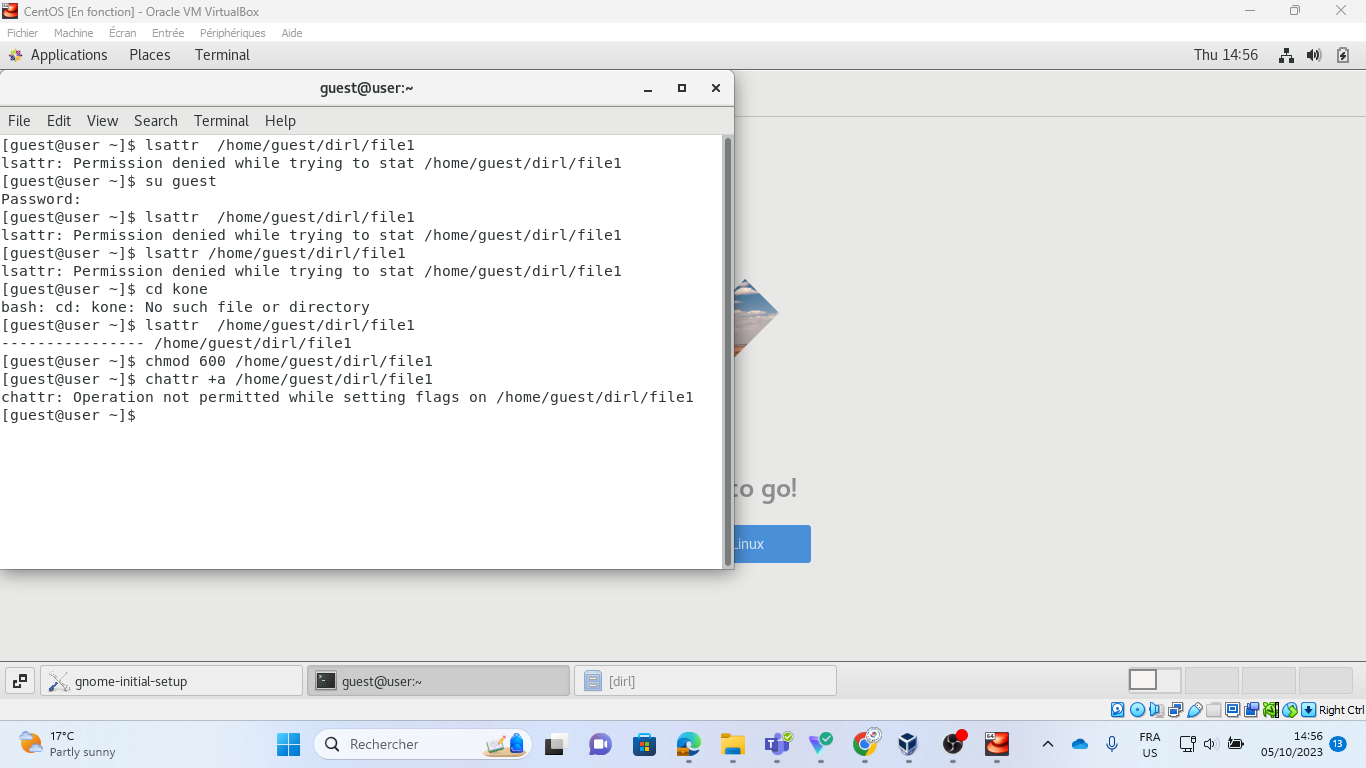 CentOS [En fonction] - Oracle VM VirtualBox
Fichier Machine Écran Entrée Périphériques Aide
Applications Places Terminal Thu 14:56
guest@user:~
File Edit View Search Terminal Help
[guest@user ~]$ lsattr  /home/guest/dirl/file1
lsattr: Permission denied while trying to stat /home/guest/dirl/file1
[guest@user ~]$ su guest
Password:
[guest@user ~]$ lsattr  /home/guest/dirl/file1
lsattr: Permission denied while trying to stat /home/guest/dirl/file1
[guest@user ~]$ lsattr /home/guest/dirl/file1
lsattr: Permission denied while trying to stat /home/guest/dirl/file1
[guest@user ~]$ cd kone
bash: cd: kone: No such file or directory
[guest@user ~]$ lsattr  /home/guest/dirl/file1
---------------- /home/guest/dirl/file1
[guest@user ~]$ chmod 600 /home/guest/dirl/file1
[guest@user ~]$ chattr +a /home/guest/dirl/file1
chattr: Operation not permitted while setting flags on /home/guest/dirl/file1
[guest@user ~]$
to go!
Linux
gnome-initial-setup guest@user:~ [dirl]
Right Ctrl
17°C
Partly sunny
Rechercher
FRA
US
14:56
05/10/2023
13